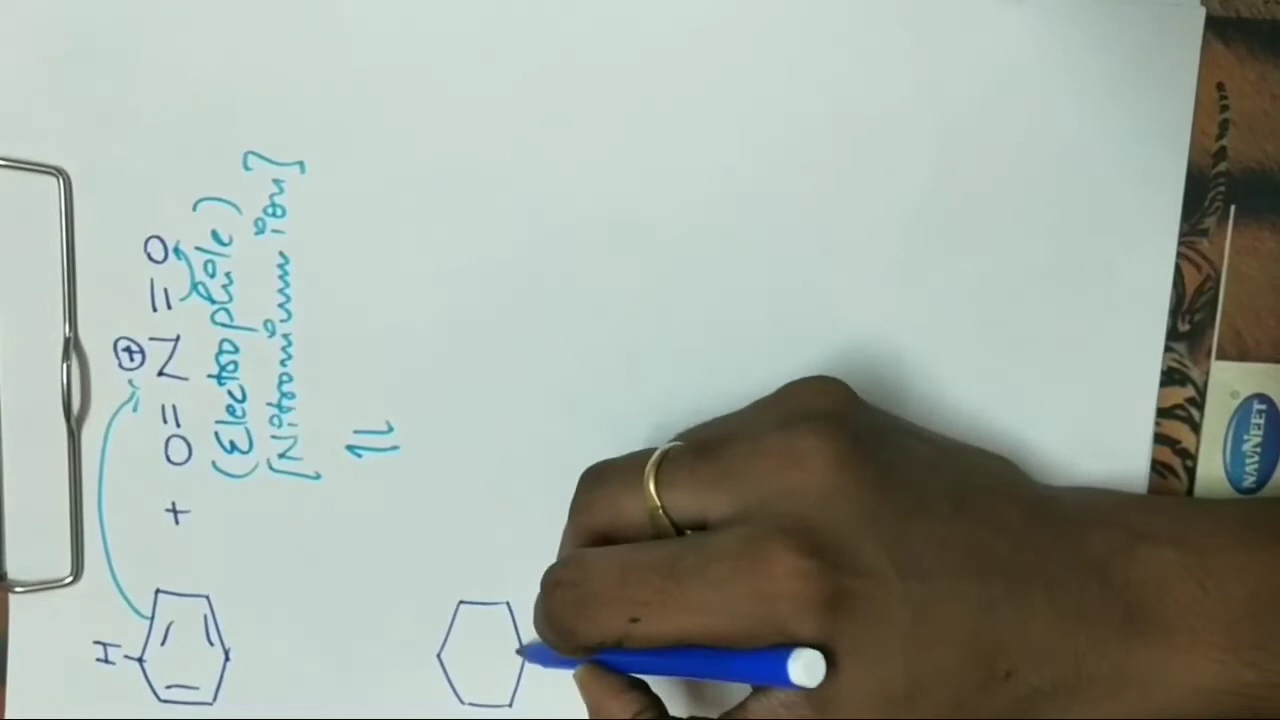 H
+ O=N=O
⊕
(Electrophile)
[Nitronium ion]
⇌
NAVNEET